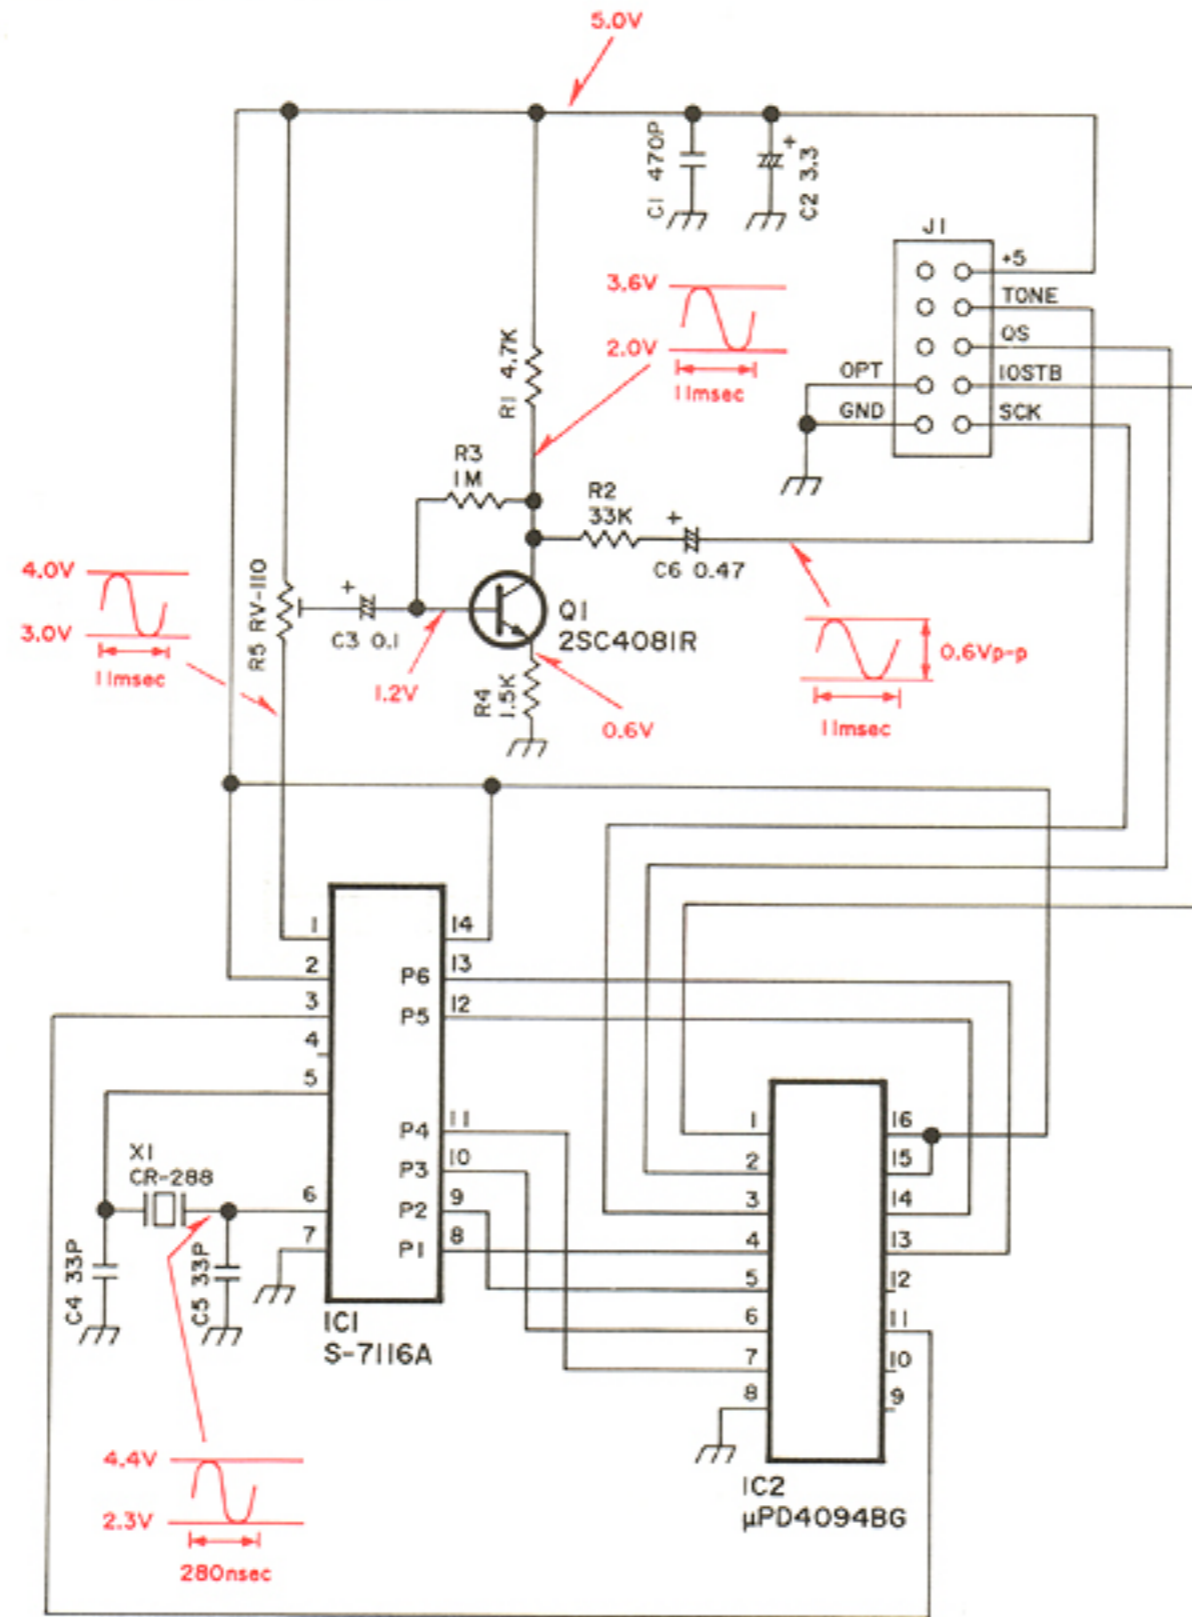 5.0V
C1 470P
+
C2 3.3
J1
+5
TONE
QS
IOSTB
SCK
OPT
GND
3.6V
2.0V
11msec
R1 4.7K
R3
1M
R2
33K
+
C6 0.47
4.0V
3.0V
11msec
R5 RV-110
+
C3 0.1
Q1
2SC4081R
1.2V
R4
1.5K
0.6V
0.6Vp-p
11msec
1
2
3
4
5
6
7
14
P6 13
P5 12
P4 11
P3 10
P2 9
P1 8
IC1
S-7116A
X1
CR-288
C4 33P
C5 33P
4.4V
2.3V
280nsec
1
2
3
4
5
6
7
8
16
15
14
13
12
11
10
9
IC2
µPD4094BG